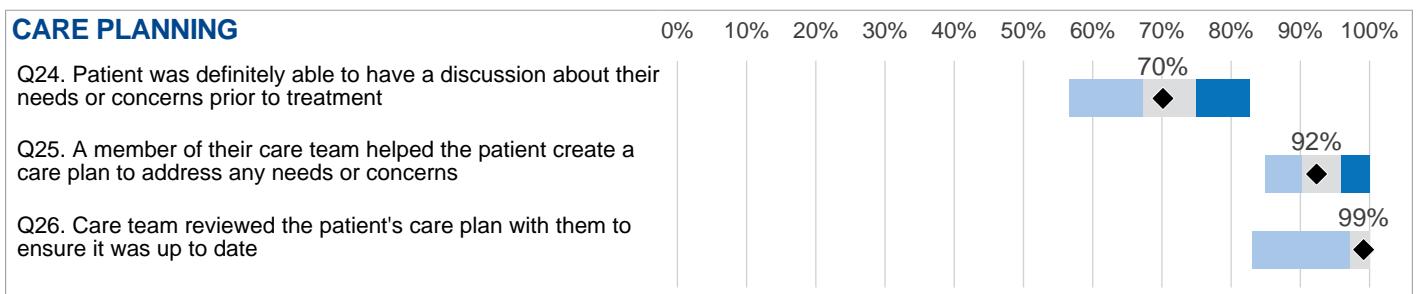 CARE PLANNING
0% 10% 20% 30% 40% 50% 60% 70% 80% 90% 100%
Q24. Patient was definitely able to have a discussion about their
needs or concerns prior to treatment
70%
Q25. A member of their care team helped the patient create a
care plan to address any needs or concerns
92%
Q26. Care team reviewed the patient's care plan with them to
ensure it was up to date
99%